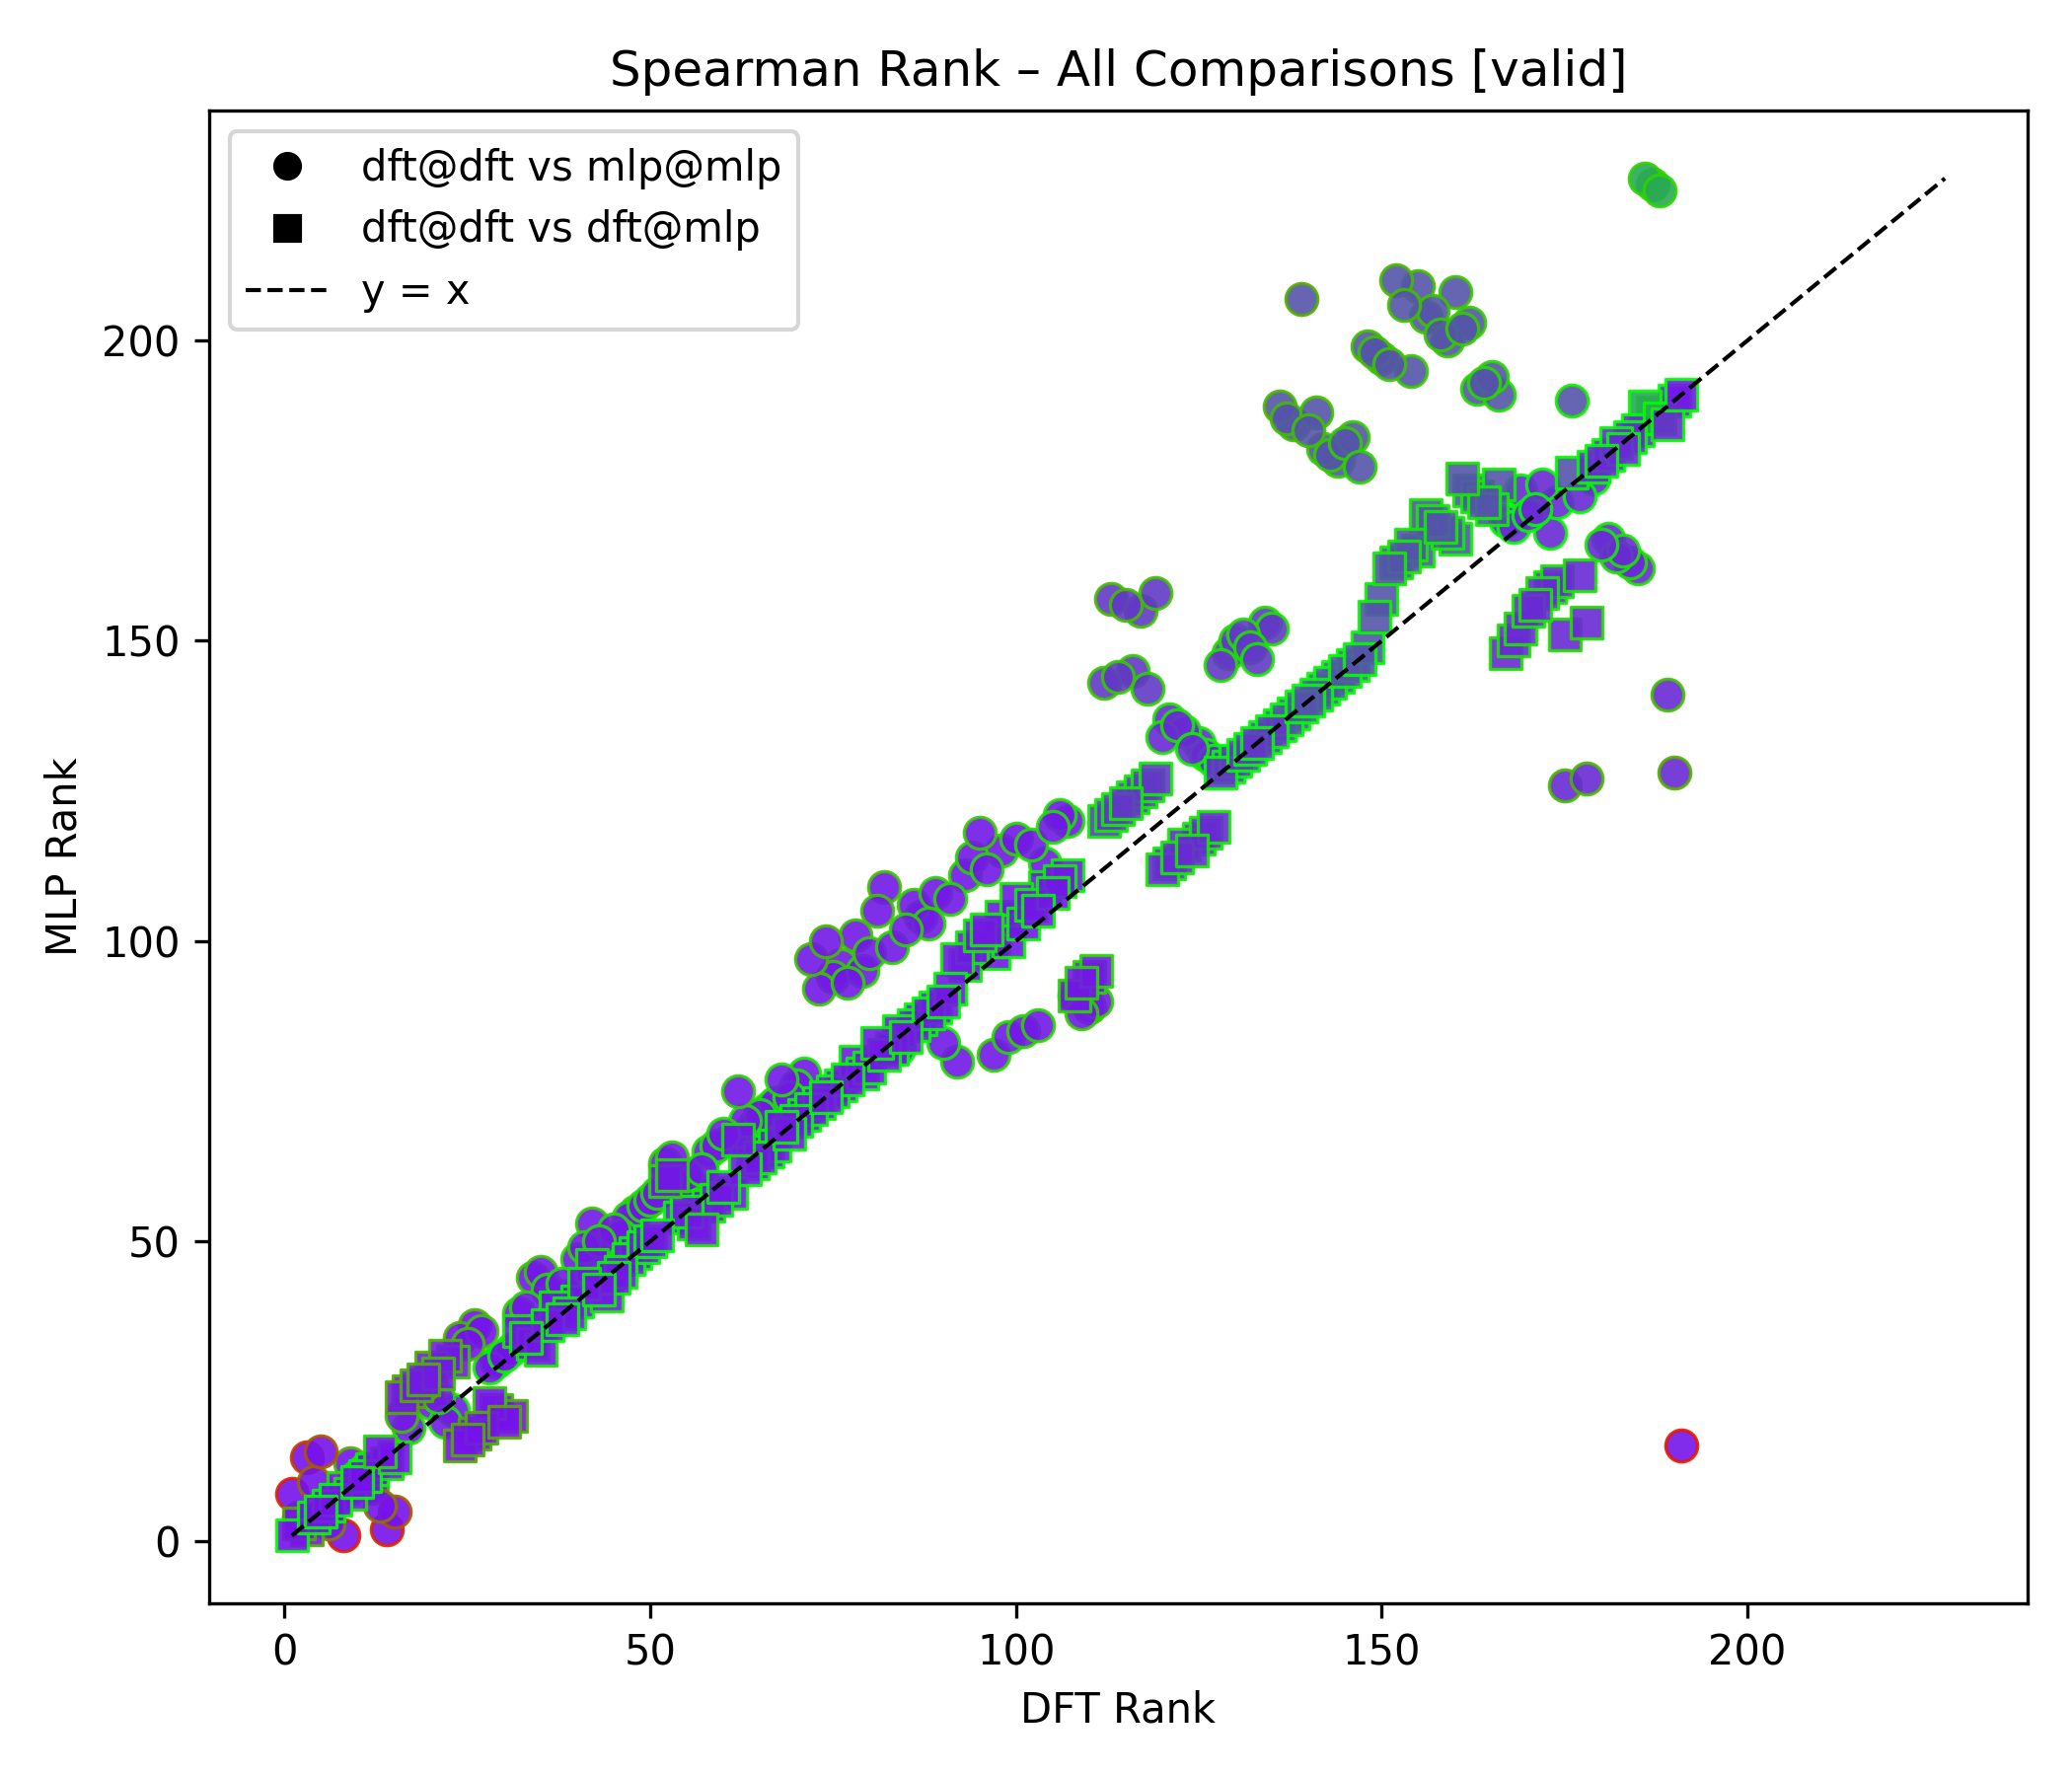 Spearman Rank – All Comparisons [valid]
dft@dft vs mlp@mlp
dft@dft vs dft@mlp
y = x
MLP Rank
200
150
100
50
0
0 50 100 150 200
DFT Rank